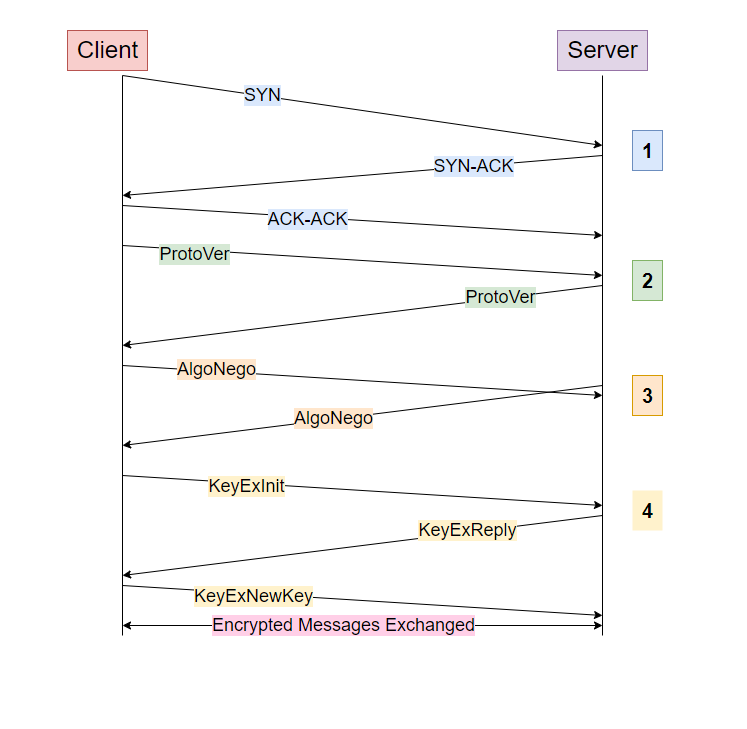 Client
Server
SYN
1
SYN-ACK
ACK-ACK
ProtoVer
2
ProtoVer
AlgoNego
3
AlgoNego
KeyExInit
4
KeyExReply
KeyExNewKey
Encrypted Messages Exchanged